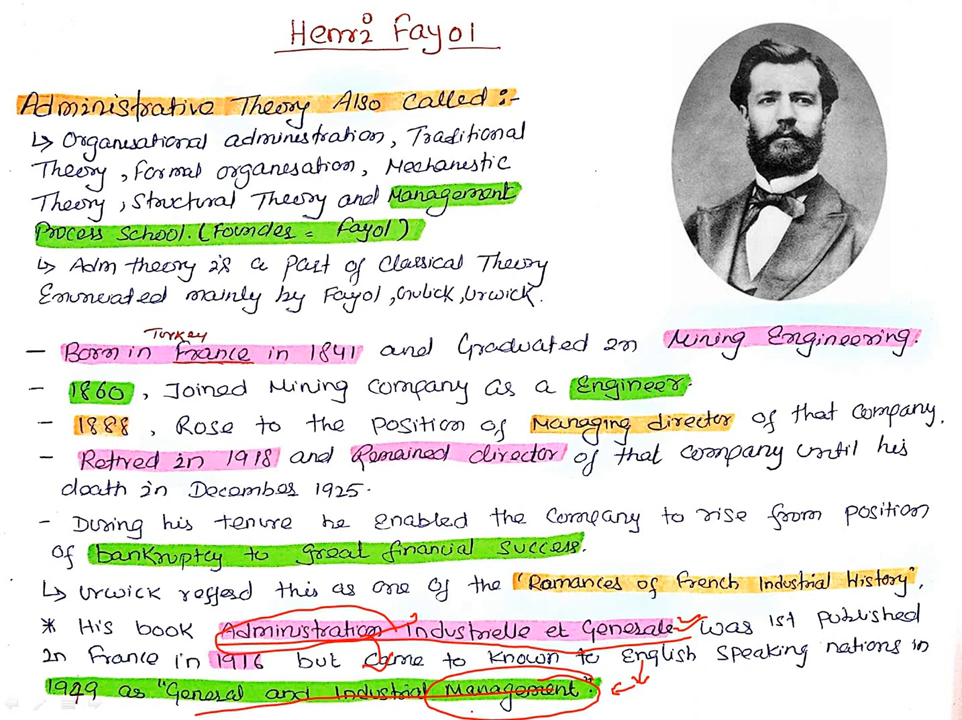 Henri Fayol
Administrative Theory Also Called :-
↳ Organisational administration, Traditional
Theory, Formal organisation, Mechanistic
Theory, Structural Theory and Management
Process School. (Founder = Fayol)
↳ Adm theory is a part of Classical Theory
Enunciated mainly by Fayol, Gulick, Urwick.
Turkey
- Born in France in 1841 and Graduated in Mining Engineering.
- 1860, Joined Mining company as a Engineer.
- 1888, Rose to the position of Managing director of that company.
- Retired in 1918 and Remained director of that company until his
death in December 1925.
- During his tenure he enabled the company to rise from position
of bankruptcy to great financial success.
↳ Urwick refferd this as one of the "Romances of French Industrial History".
* His book Administration Industrielle et Generale was 1st published
in France in 1916 but came to known to English speaking nations in
1949 as "General and Industrial Management".